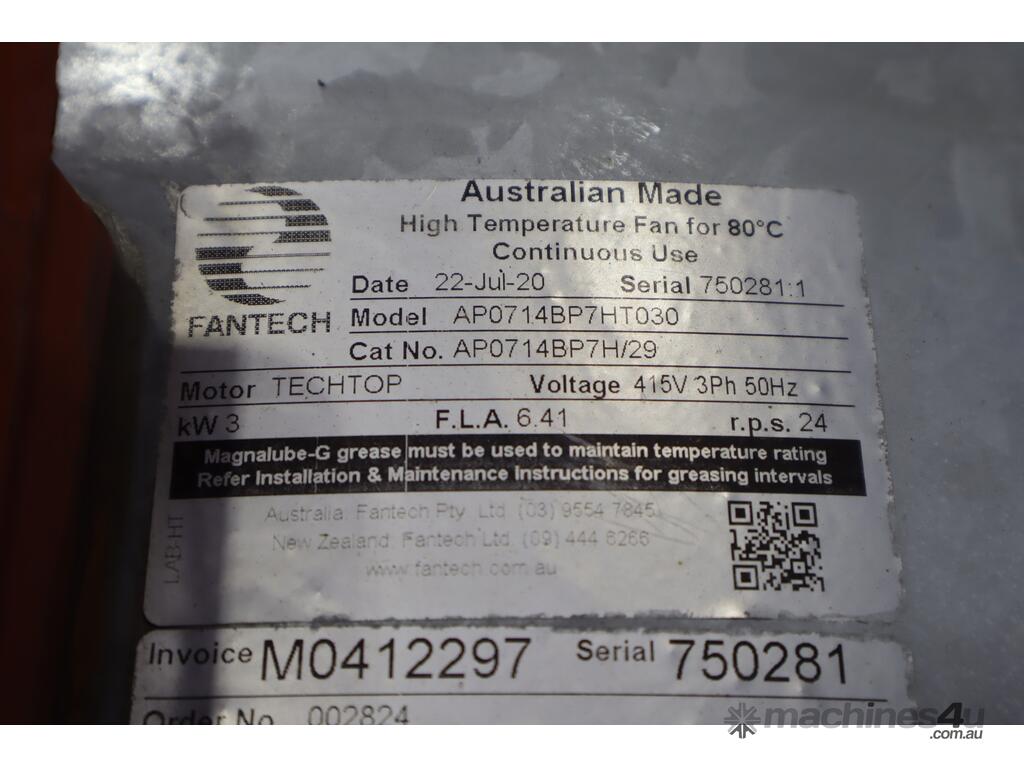 Australian Made
High Temperature Fan for 80°C
Continuous Use
Date 22-Jul-20 Serial 750281:1
FANTECH
Model AP0714BP7HT030
Cat No. AP0714BP7H/29
Motor TECHTOP Voltage 415V 3Ph 50Hz
kW 3 F.L.A. 6.41 r.p.s. 24
Magnalube-G grease must be used to maintain temperature rating
Refer Installation & Maintenance Instructions for greasing intervals
Australia: Fantech Pty. Ltd. (03) 9554 7845
New Zealand: Fantech Ltd. (09) 444 6266
www.fantech.com.au
LAB-HT
Invoice M0412297 Serial 750281
Order No. 002824
machines4u
.com.au